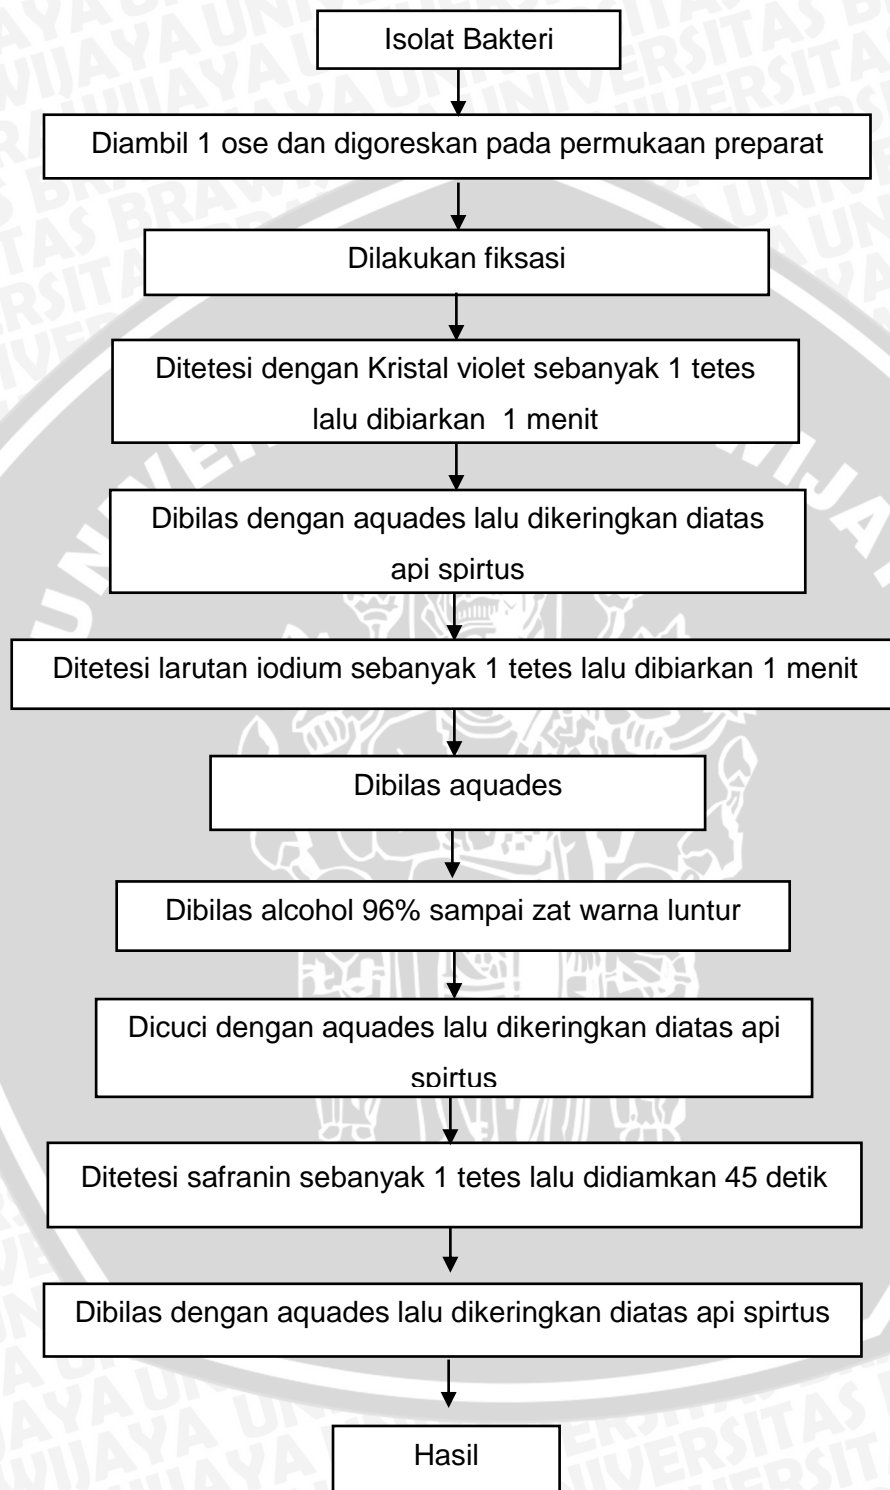 Isolat Bakteri
Diambil 1 ose dan digoreskan pada permukaan preparat
Dilakukan fiksasi
Ditetesi dengan Kristal violet sebanyak 1 tetes
lalu dibiarkan 1 menit
Dibilas dengan aquades lalu dikeringkan diatas
api spirtus
Ditetesi larutan iodium sebanyak 1 tetes lalu dibiarkan 1 menit
Dibilas aquades
Dibilas alcohol 96% sampai zat warna luntur
Dicuci dengan aquades lalu dikeringkan diatas api
spirtus
Ditetesi safranin sebanyak 1 tetes lalu didiamkan 45 detik
Dibilas dengan aquades lalu dikeringkan diatas api spirtus
Hasil